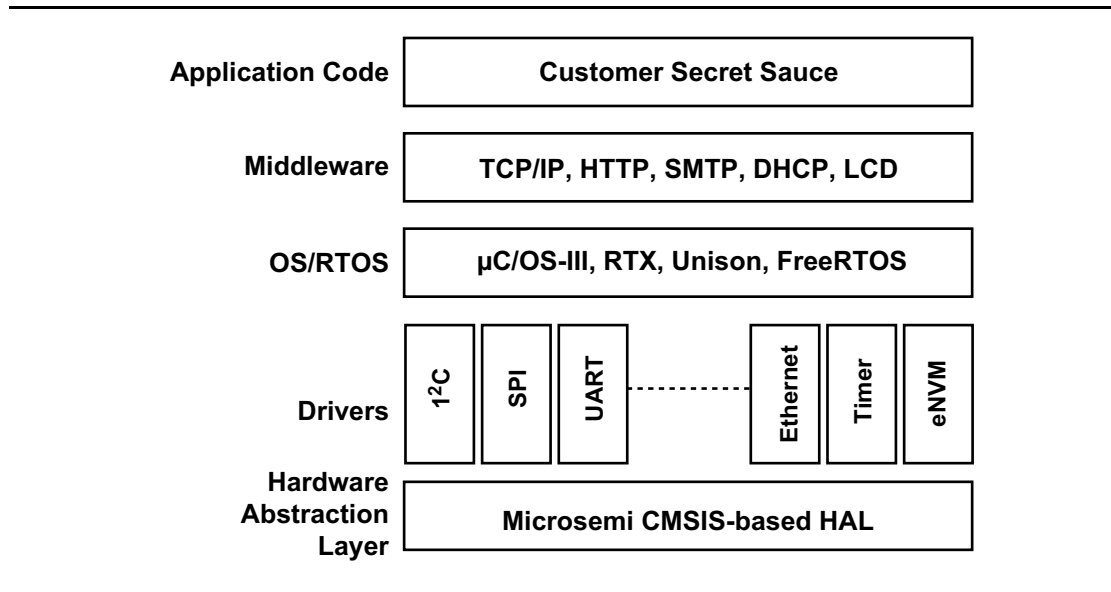 Application Code
Customer Secret Sauce
Middleware
TCP/IP, HTTP, SMTP, DHCP, LCD
OS/RTOS
µC/OS-III, RTX, Unison, FreeRTOS
Drivers
1²C
SPI
UART
Ethernet
Timer
eNVM
Hardware
Abstraction
Layer
Microsemi CMSIS-based HAL